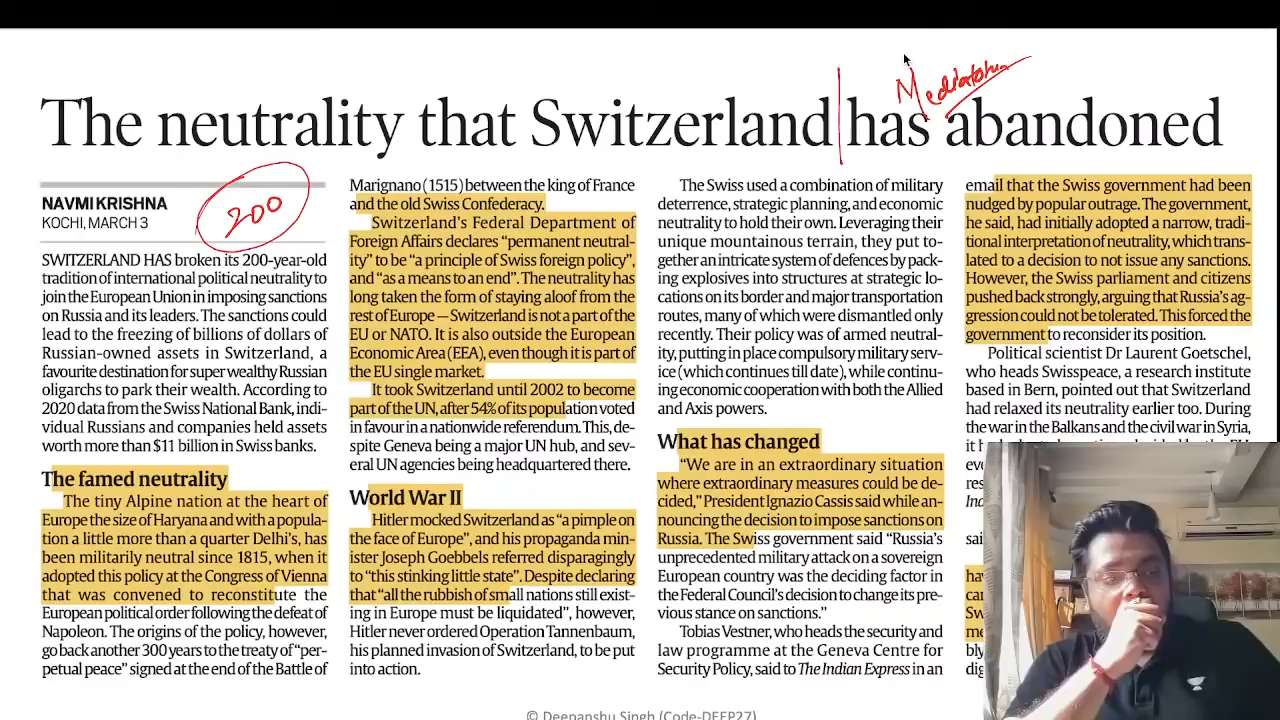 Mediator
The neutrality that Switzerland has abandoned
NAVMI KRISHNA
KOCHI, MARCH 3
200
SWITZERLAND HAS broken its 200-year-old
tradition of international political neutrality to
join the European Union in imposing sanctions
on Russia and its leaders. The sanctions could
lead to the freezing of billions of dollars of
Russian-owned assets in Switzerland, a
favourite destination for super wealthy Russian
oligarchs to park their wealth. According to
2020 data from the Swiss National Bank, indi-
vidual Russians and companies held assets
worth more than $11 billion in Swiss banks.
The famed neutrality
The tiny Alpine nation at the heart of
Europe the size of Haryana and with a popula-
tion a little more than a quarter Delhi's, has
been militarily neutral since 1815, when it
adopted this policy at the Congress of Vienna
that was convened to reconstitute the
European political order following the defeat of
Napoleon. The origins of the policy, however,
go back another 300 years to the treaty of "per-
petual peace" signed at the end of the Battle of
Marignano (1515) between the king of France
and the old Swiss Confederacy.
Switzerland's Federal Department of
Foreign Affairs declares "permanent neutral-
ity" to be "a principle of Swiss foreign policy",
and "as a means to an end". The neutrality has
long taken the form of staying aloof from the
rest of Europe — Switzerland is not a part of the
EU or NATO. It is also outside the European
Economic Area (EEA), even though it is part of
the EU single market.
It took Switzerland until 2002 to become
part of the UN, after 54% of its population voted
in favour in a nationwide referendum. This, de-
spite Geneva being a major UN hub, and sev-
eral UN agencies being headquartered there.
World War II
Hitler mocked Switzerland as "a pimple on
the face of Europe", and his propaganda min-
ister Joseph Goebbels referred disparagingly
to "this stinking little state". Despite declaring
that "all the rubbish of small nations still exist-
ing in Europe must be liquidated", however,
Hitler never ordered Operation Tannenbaum,
his planned invasion of Switzerland, to be put
into action.
The Swiss used a combination of military
deterrence, strategic planning, and economic
neutrality to hold their own. Leveraging their
unique mountainous terrain, they put to-
gether an intricate system of defences by pack-
ing explosives into structures at strategic lo-
cations on its border and major transportation
routes, many of which were dismantled only
recently. Their policy was of armed neutral-
ity, putting in place compulsory military serv-
ice (which continues till date), while continu-
ing economic cooperation with both the Allied
and Axis powers.
What has changed
"We are in an extraordinary situation
where extraordinary measures could be de-
cided," President Ignazio Cassis said while an-
nouncing the decision to impose sanctions on
Russia. The Swiss government said "Russia's
unprecedented military attack on a sovereign
European country was the deciding factor in
the Federal Council's decision to change its pre-
vious stance on sanctions."
Tobias Vestner, who heads the security and
law programme at the Geneva Centre for
Security Policy, said to The Indian Express in an
email that the Swiss government had been
nudged by popular outrage. The government,
he said, had initially adopted a narrow, tradi-
tional interpretation of neutrality, which trans-
lated to a decision to not issue any sanctions.
However, the Swiss parliament and citizens
pushed back strongly, arguing that Russia's ag-
gression could not be tolerated. This forced the
government to reconsider its position.
Political scientist Dr Laurent Goetschel,
who heads Swisspeace, a research institute
based in Bern, pointed out that Switzerland
had relaxed its neutrality earlier too. During
the war in the Balkans and the civil war in Syria,
© Deepanshu Singh (Code-DEEP27)